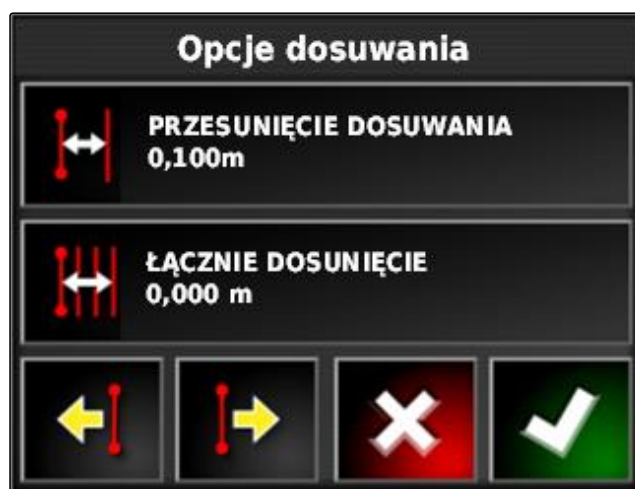 Opcje dosuwania
PRZESUNIĘCIE DOSUWANIA
0,100m
ŁĄCZNIE DOSUNIĘCIE
0,000 m